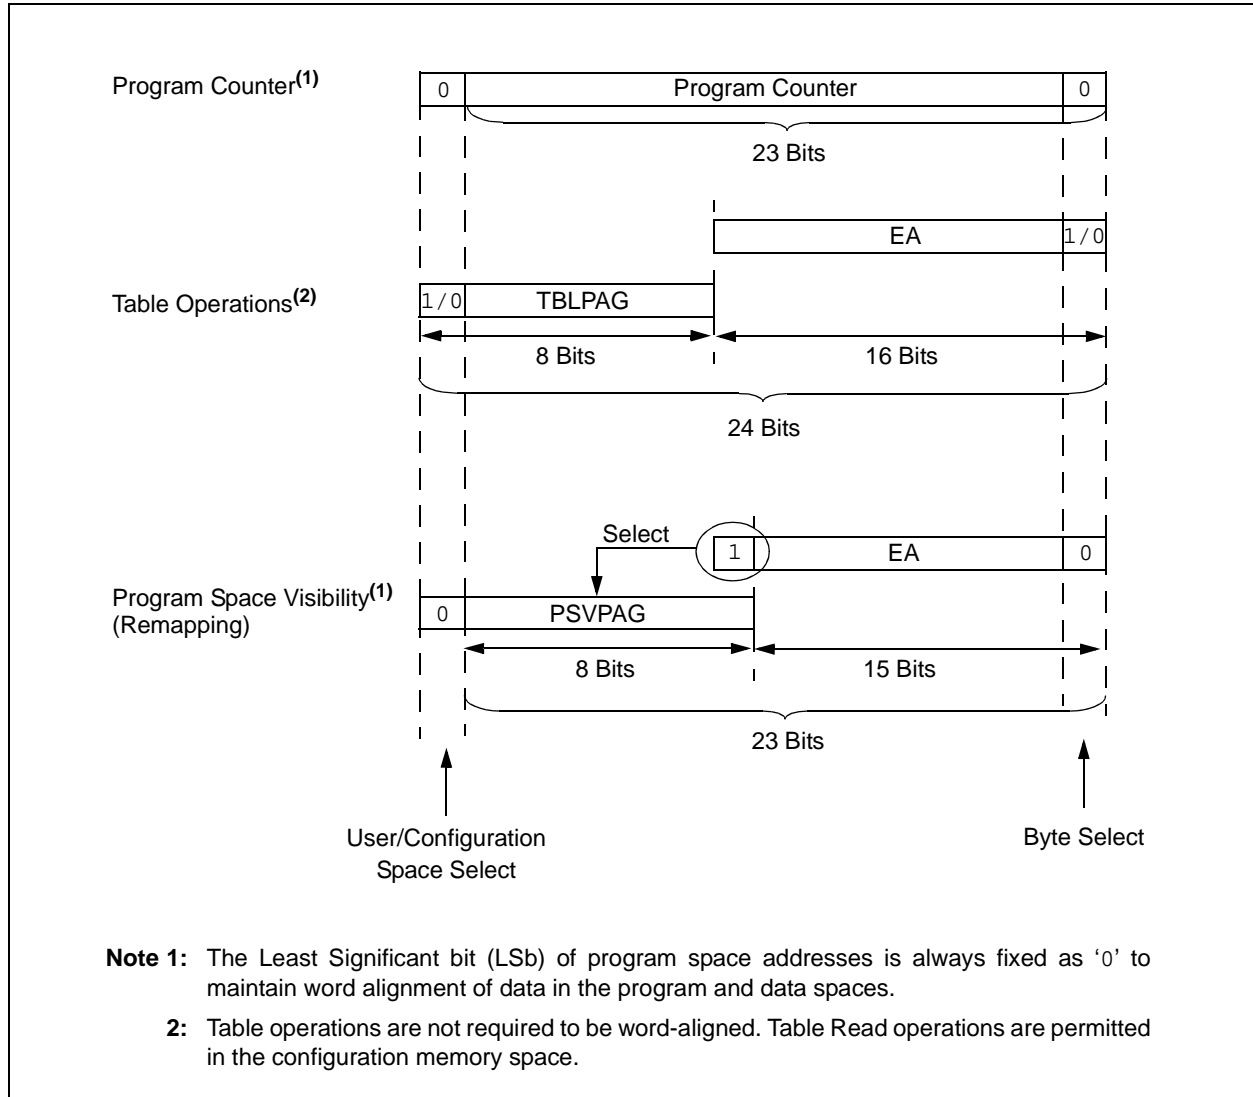 Program Counter(1)
0 Program Counter 0
23 Bits
EA 1/0
Table Operations(2)
1/0 TBLPAG
8 Bits 16 Bits
24 Bits
Select
1 EA 0
Program Space Visibility(1)
(Remapping)
0 PSVPAG
8 Bits 15 Bits
23 Bits
User/Configuration
Space Select
Byte Select
Note 1: The Least Significant bit (LSb) of program space addresses is always fixed as ‘0’ to
maintain word alignment of data in the program and data spaces.
2: Table operations are not required to be word-aligned. Table Read operations are permitted
in the configuration memory space.